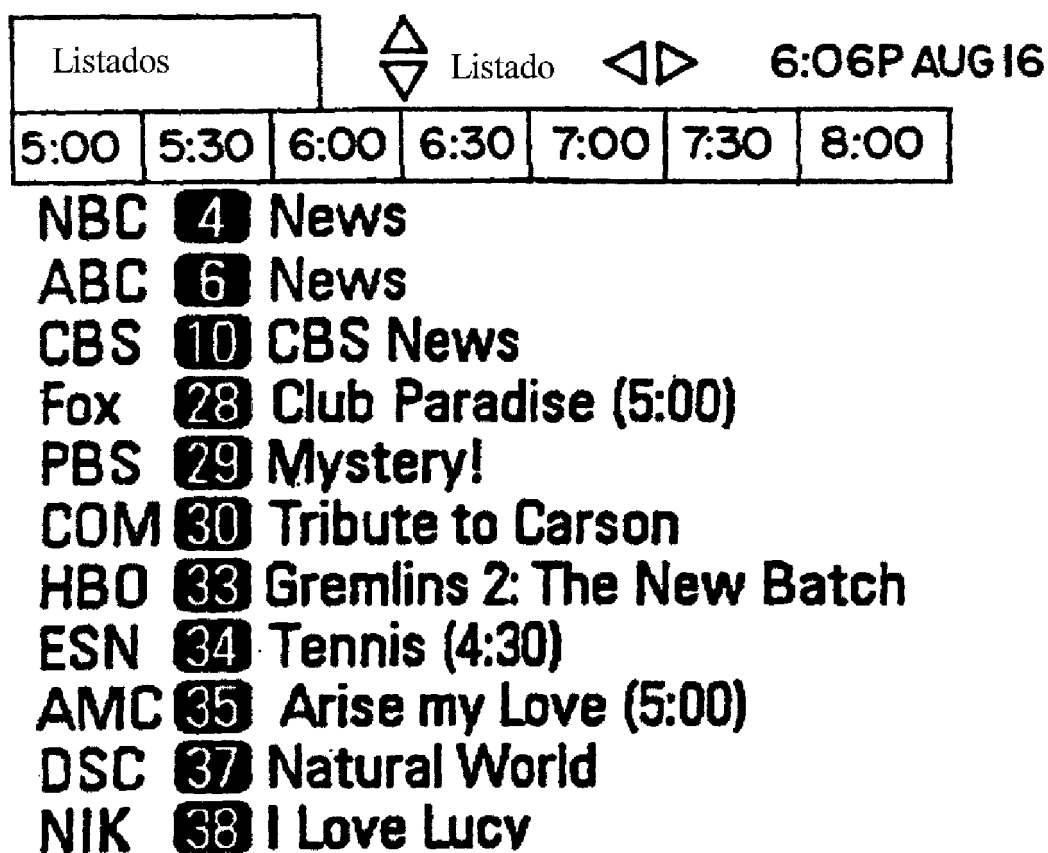 Listados Listado 6:06P AUG 16
5:00 5:30 6:00 6:30 7:00 7:30 8:00
NBC 4 News
ABC 6 News
CBS 10 CBS News
Fox 28 Club Paradise (5:00)
PBS 29 Mystery!
COM 30 Tribute to Carson
HBO 33 Gremlins 2: The New Batch
ESN 34 Tennis (4:30)
AMC 35 Arise my Love (5:00)
DSC 37 Natural World
NIK 38 I Love Lucy